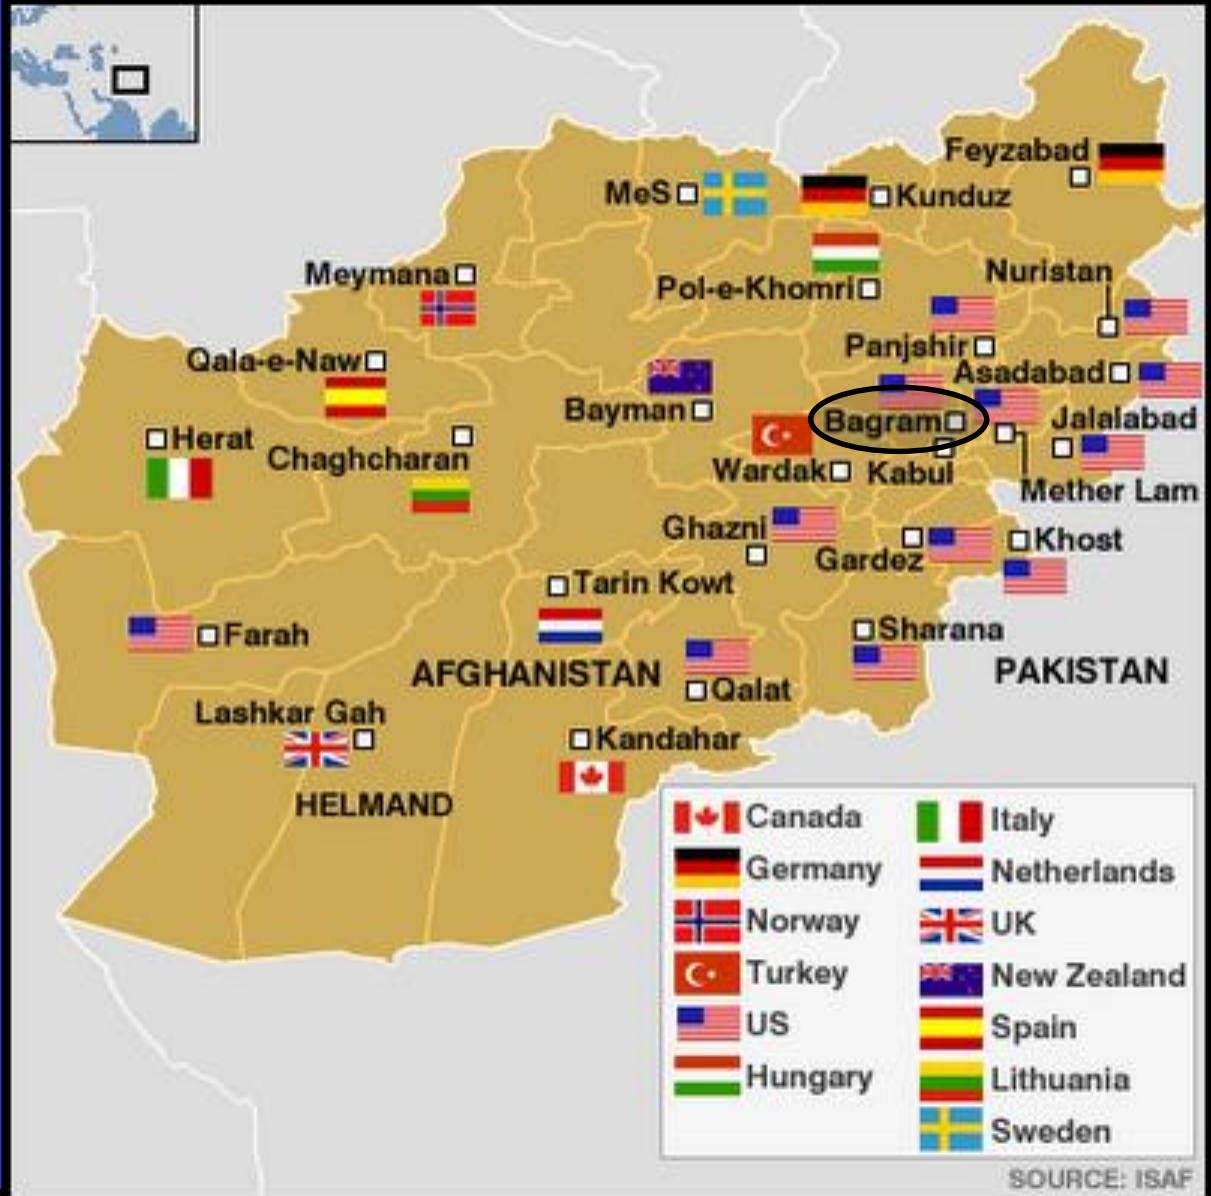 Feyzabad
MeS
Kunduz
Meymana
Pol-e-Khomri
Nuristan
Panjshir
Qala-e-Naw
Asadabad
Bayman
Bagram
Jalalabad
Herat
Chaghcharan
Wardak
Kabul
Mether Lam
Ghazni
Gardez
Khost
Tarin Kowt
Farah
Sharana
AFGHANISTAN
PAKISTAN
Qalat
Lashkar Gah
Kandahar
HELMAND
Canada
Germany
Norway
Turkey
US
Hungary
Italy
Netherlands
UK
New Zealand
Spain
Lithuania
Sweden
SOURCE: ISAF